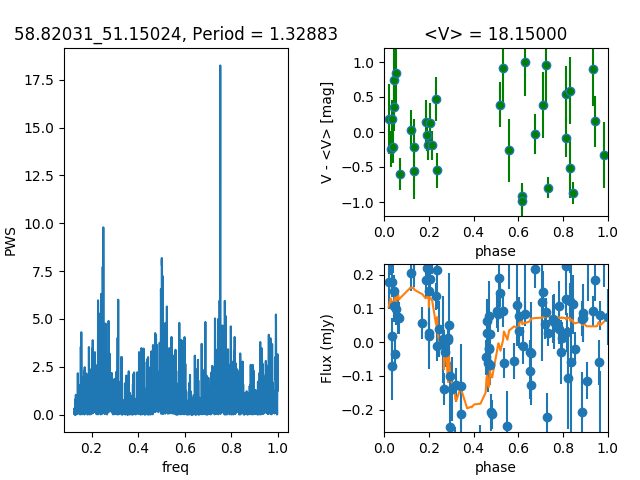 58.82031_51.15024, Period = 1.32883
<V> = 18.15000
17.5
15.0
12.5
10.0
7.5
5.0
2.5
0.0
PWS
0.2 0.4 0.6 0.8 1.0
freq
1.0
0.5
0.0
−0.5
−1.0
V - <V> [mag]
0.0 0.2 0.4 0.6 0.8 1.0
phase
0.2
0.1
0.0
−0.1
−0.2
Flux (mJy)
0.0 0.2 0.4 0.6 0.8 1.0
phase